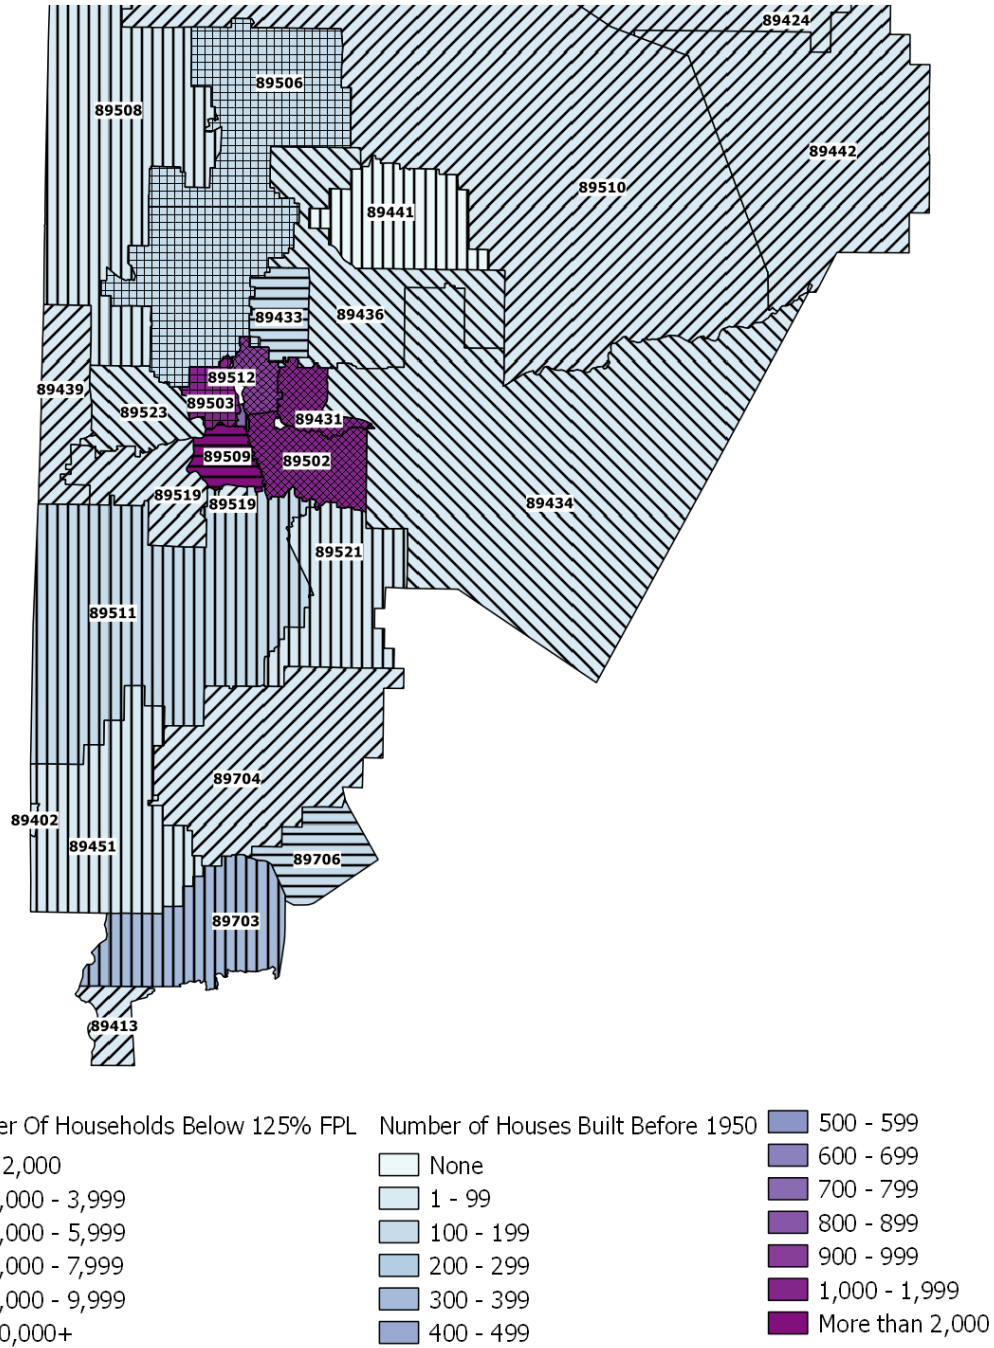 89424
89506
89508
89442
89510
89441
89436
89433
89512
89439
89503
89523
89431
89509
89502
89519
89519
89434
89521
89511
89704
89402
89451
89706
89703
89413
er Of Households Below 125% FPL
2,000
,000 - 3,999
,000 - 5,999
,000 - 7,999
,000 - 9,999
0,000+
Number of Houses Built Before 1950
None
1 - 99
100 - 199
200 - 299
300 - 399
400 - 499
500 - 599
600 - 699
700 - 799
800 - 899
900 - 999
1,000 - 1,999
More than 2,000